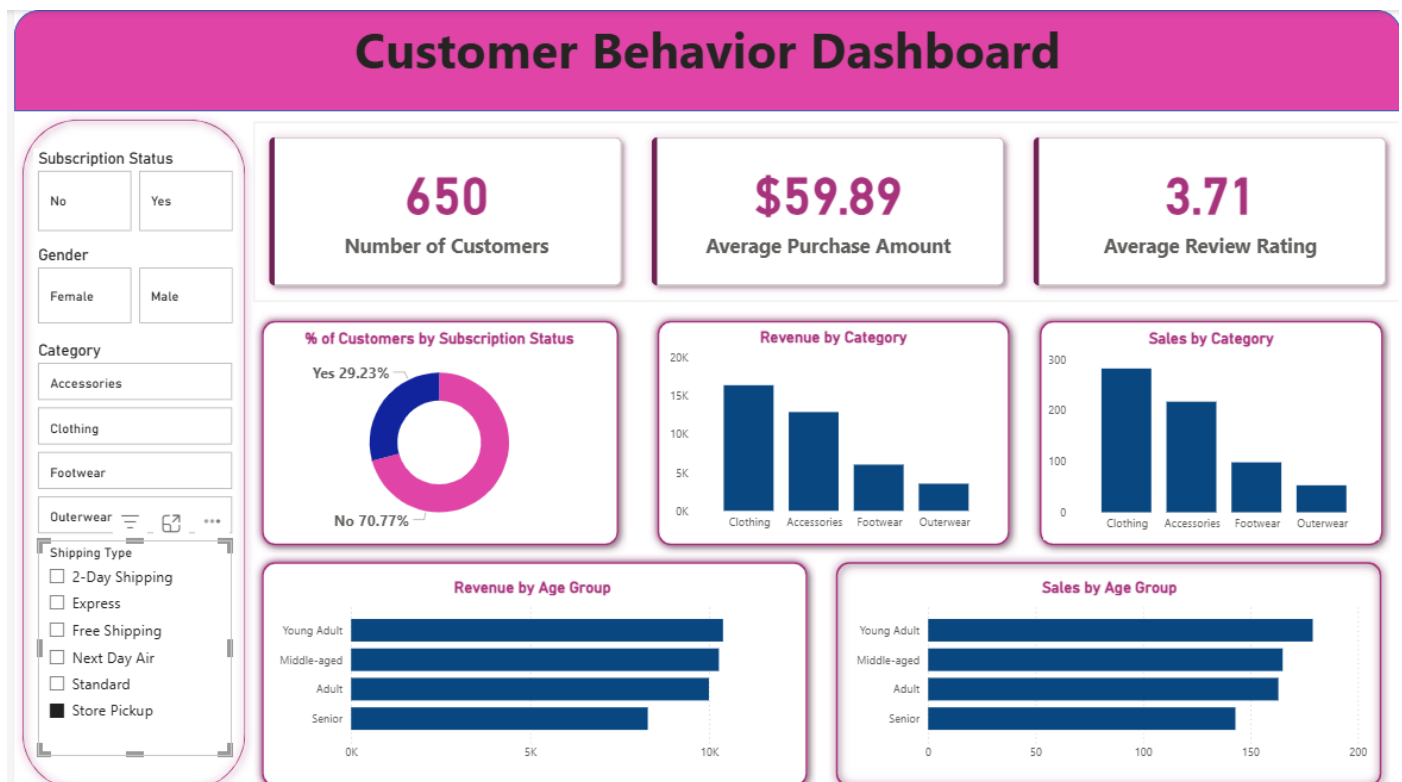 Customer Behavior Dashboard
Subscription Status
No
Yes
Gender
Female
Male
Category
Accessories
Clothing
Footwear
Outerwear
Shipping Type
2-Day Shipping
Express
Free Shipping
Next Day Air
Standard
Store Pickup
650
Number of Customers
$59.89
Average Purchase Amount
3.71
Average Review Rating
% of Customers by Subscription Status
Yes 29.23%
No 70.77%
Revenue by Category
20K
15K
10K
5K
0K
Clothing Accessories Footwear Outerwear
Sales by Category
300
200
100
0
Clothing Accessories Footwear Outerwear
Revenue by Age Group
Young Adult
Middle-aged
Adult
Senior
0K 5K 10K
Sales by Age Group
Young Adult
Middle-aged
Adult
Senior
0 50 100 150 200